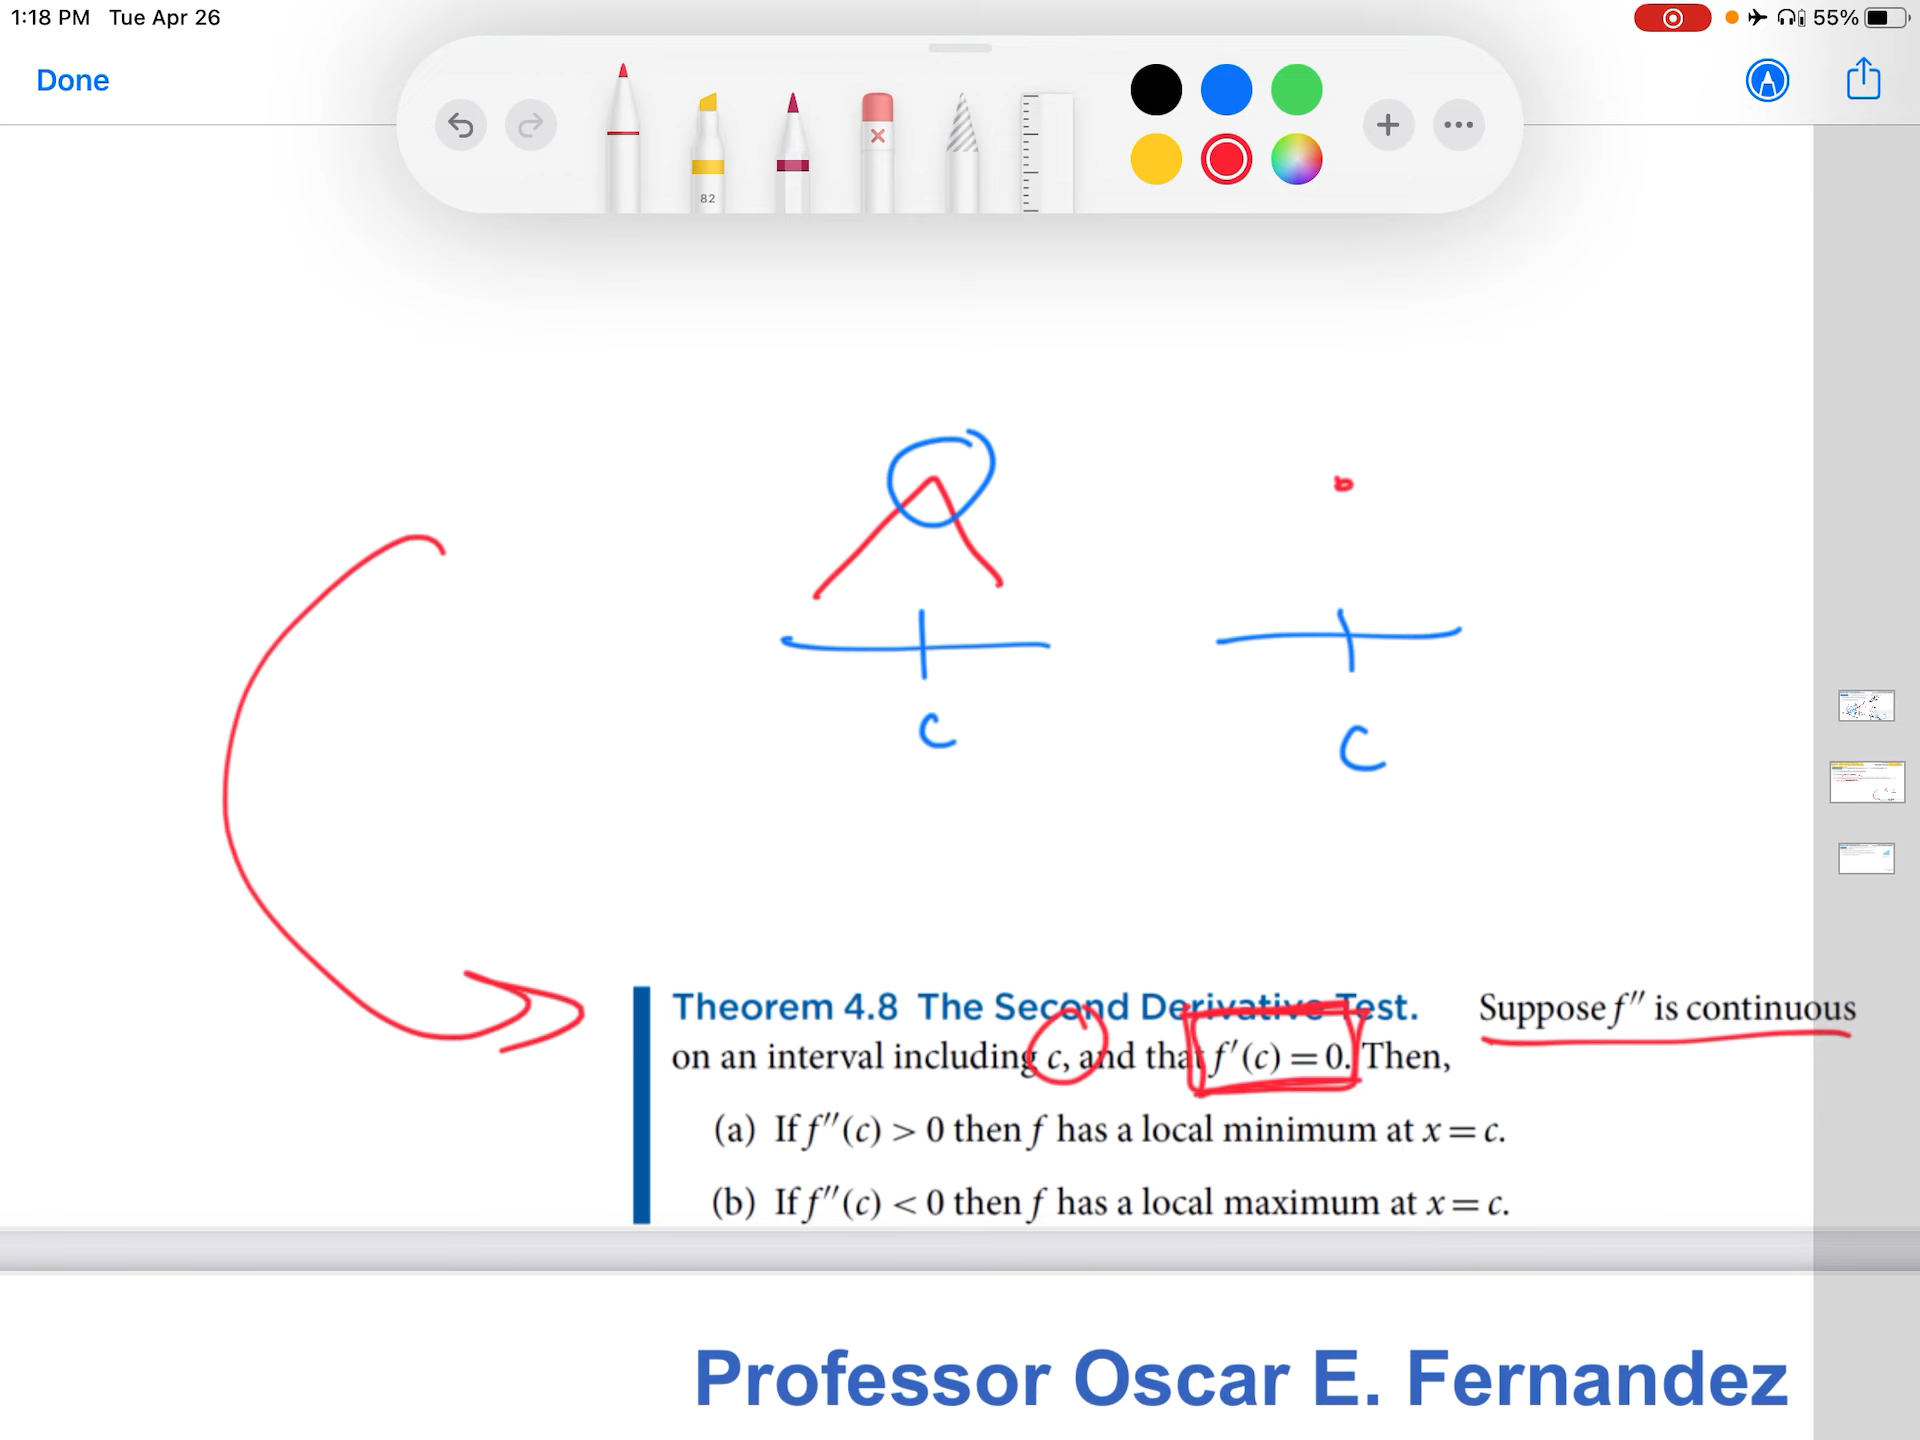 1:18 PM Tue Apr 26
55%
Done
82
c
c
Theorem 4.8 The Second Derivative Test. Suppose f″ is continuous
on an interval including c, and that f′(c) = 0. Then,
(a) If f″(c) > 0 then f has a local minimum at x = c.
(b) If f″(c) < 0 then f has a local maximum at x = c.
Professor Oscar E. Fernandez